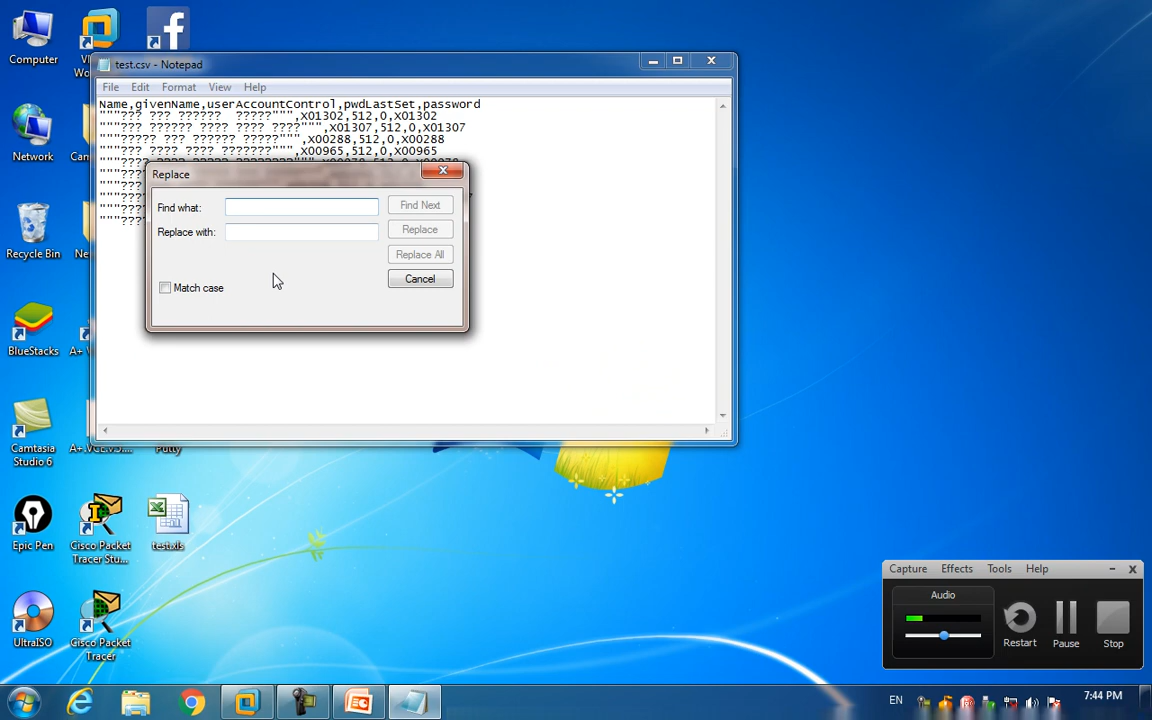 Computer
Network
Recycle Bin
BlueStacks
Camtasia
Studio 6
Epic Pen
UltraISO
Cisco Packet
Tracer Stu...
Cisco Packet
Tracer
A+.VCE.V.D....
Putty
test.xls
test.csv - Notepad
File Edit Format View Help
Name,givenName,userAccountControl,pwdLastSet,password
"""??? ??? ??????  ?????""",X01302,512,0,X01302
"""??? ?????? ???? ???? ????""",X01307,512,0,X01307
"""????? ??? ?????? ?????""",X00288,512,0,X00288
"""??? ???? ???? ???????""",X00965,512,0,X00965
Replace
Find what:
Replace with:
Match case
Find Next
Replace
Replace All
Cancel
Capture Effects Tools Help
Audio
Restart
Pause
Stop
EN
7:44 PM